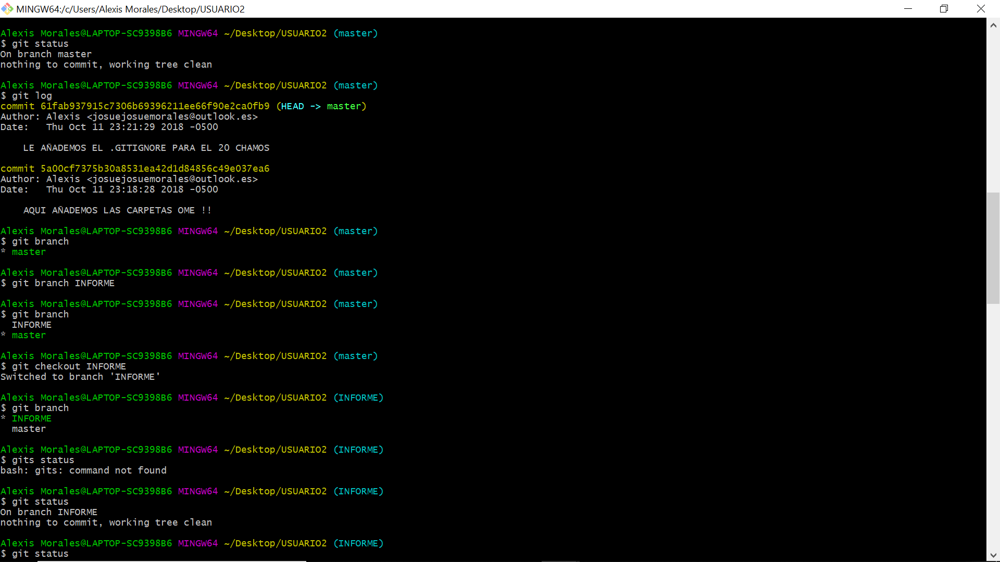 MINGW64:/c/Users/Alexis Morales/Desktop/USUARIO2
Alexis Morales@LAPTOP-SC9398B6 MINGW64 ~/Desktop/USUARIO2 (master)
$ git status
On branch master
nothing to commit, working tree clean
Alexis Morales@LAPTOP-SC9398B6 MINGW64 ~/Desktop/USUARIO2 (master)
$ git log
commit 61fab937915c7306b69396211ee66f90e2ca0fb9 (HEAD -> master)
Author: Alexis <josuejosuemorales@outlook.es>
Date:   Thu Oct 11 23:21:29 2018 -0500
    LE AÑADEMOS EL .GITIGNORE PARA EL 20 CHAMOS
commit 5a00cf7375b30a8531ea42d1d84856c49e037ea6
Author: Alexis <josuejosuemorales@outlook.es>
Date:   Thu Oct 11 23:18:28 2018 -0500
    AQUI AÑADEMOS LAS CARPETAS OME !!
Alexis Morales@LAPTOP-SC9398B6 MINGW64 ~/Desktop/USUARIO2 (master)
$ git branch
* master
Alexis Morales@LAPTOP-SC9398B6 MINGW64 ~/Desktop/USUARIO2 (master)
$ git branch INFORME
Alexis Morales@LAPTOP-SC9398B6 MINGW64 ~/Desktop/USUARIO2 (master)
$ git branch
  INFORME
* master
Alexis Morales@LAPTOP-SC9398B6 MINGW64 ~/Desktop/USUARIO2 (master)
$ git checkout INFORME
Switched to branch 'INFORME'
Alexis Morales@LAPTOP-SC9398B6 MINGW64 ~/Desktop/USUARIO2 (INFORME)
$ git branch
* INFORME
  master
Alexis Morales@LAPTOP-SC9398B6 MINGW64 ~/Desktop/USUARIO2 (INFORME)
$ gits status
bash: gits: command not found
Alexis Morales@LAPTOP-SC9398B6 MINGW64 ~/Desktop/USUARIO2 (INFORME)
$ git status
On branch INFORME
nothing to commit, working tree clean
Alexis Morales@LAPTOP-SC9398B6 MINGW64 ~/Desktop/USUARIO2 (INFORME)
$ git status